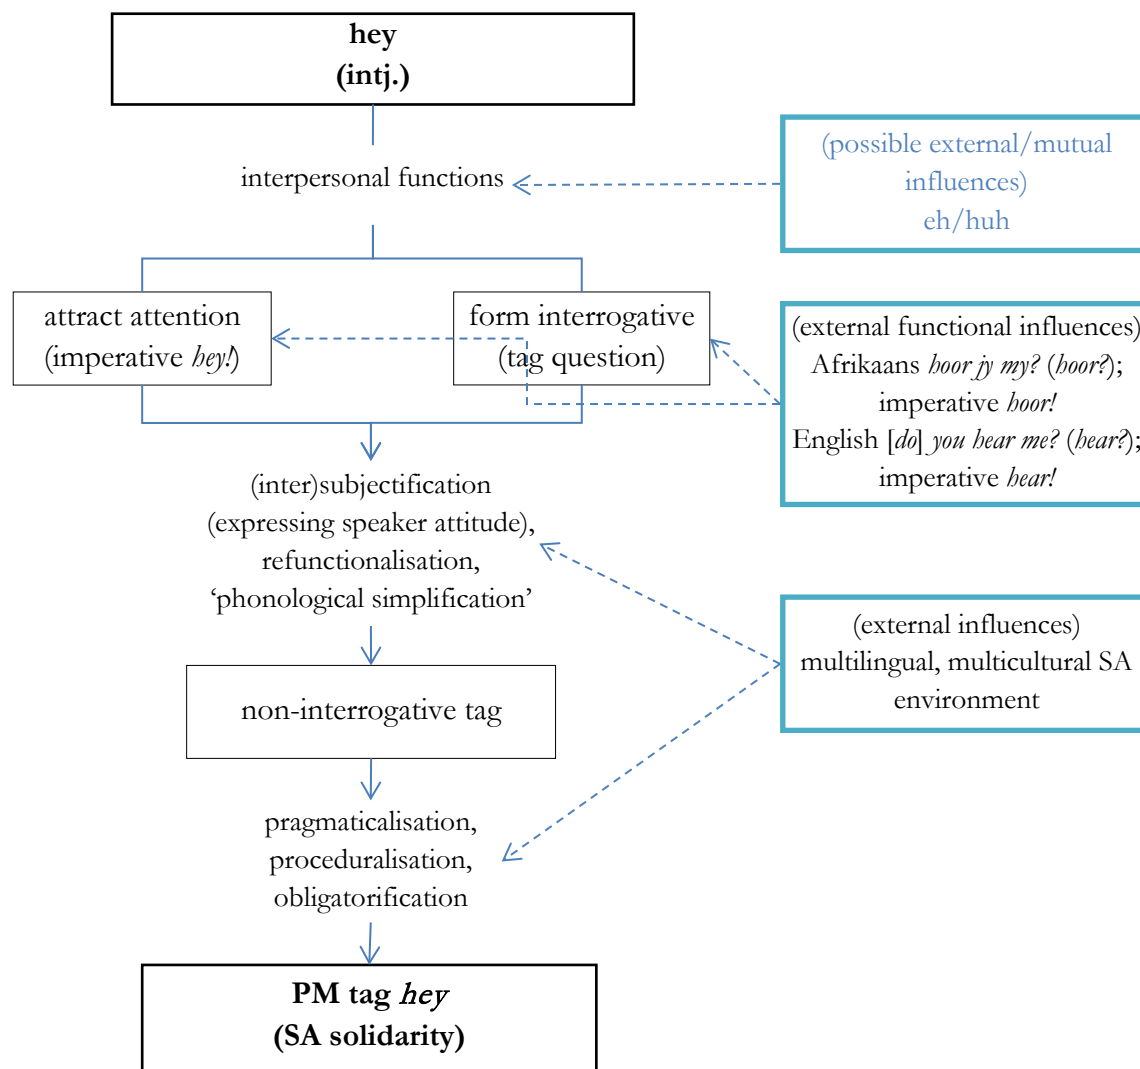 hey
(intj.)
interpersonal functions
(possible external/mutual
influences)
eh/huh
attract attention
(imperative hey!)
form interrogative
(tag question)
(external functional influences)
Afrikaans hoor jy my? (hoor?);
imperative hoor!
English [do] you hear me? (hear?);
imperative hear!
(inter)subjectification
(expressing speaker attitude),
refunctionalisation,
‘phonological simplification’
(external influences)
multilingual, multicultural SA
environment
non-interrogative tag
pragmaticalisation,
proceduralisation,
obligatorification
PM tag hey
(SA solidarity)